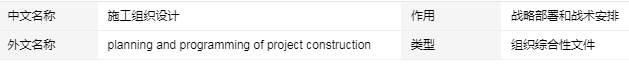 中文名称 施工组织设计 作用 战略部署和战术安排
外文名称 planning and programming of project construction 类型 组织综合性文件